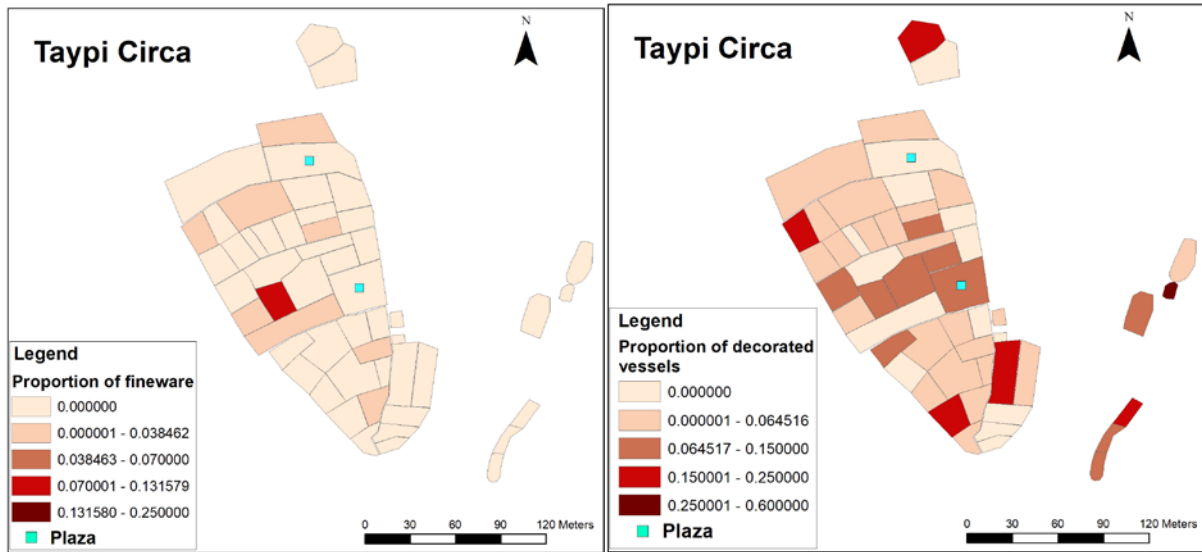 Taypi Circa
N
Legend
Proportion of fineware
0.000000
0.000001 - 0.038462
0.038463 - 0.070000
0.070001 - 0.131579
0.131580 - 0.250000
Plaza
0 30 60 90 120 Meters
Taypi Circa
N
Legend
Proportion of decorated
vessels
0.000000
0.000001 - 0.064516
0.064517 - 0.150000
0.150001 - 0.250000
0.250001 - 0.600000
Plaza
0 30 60 90 120 Meters